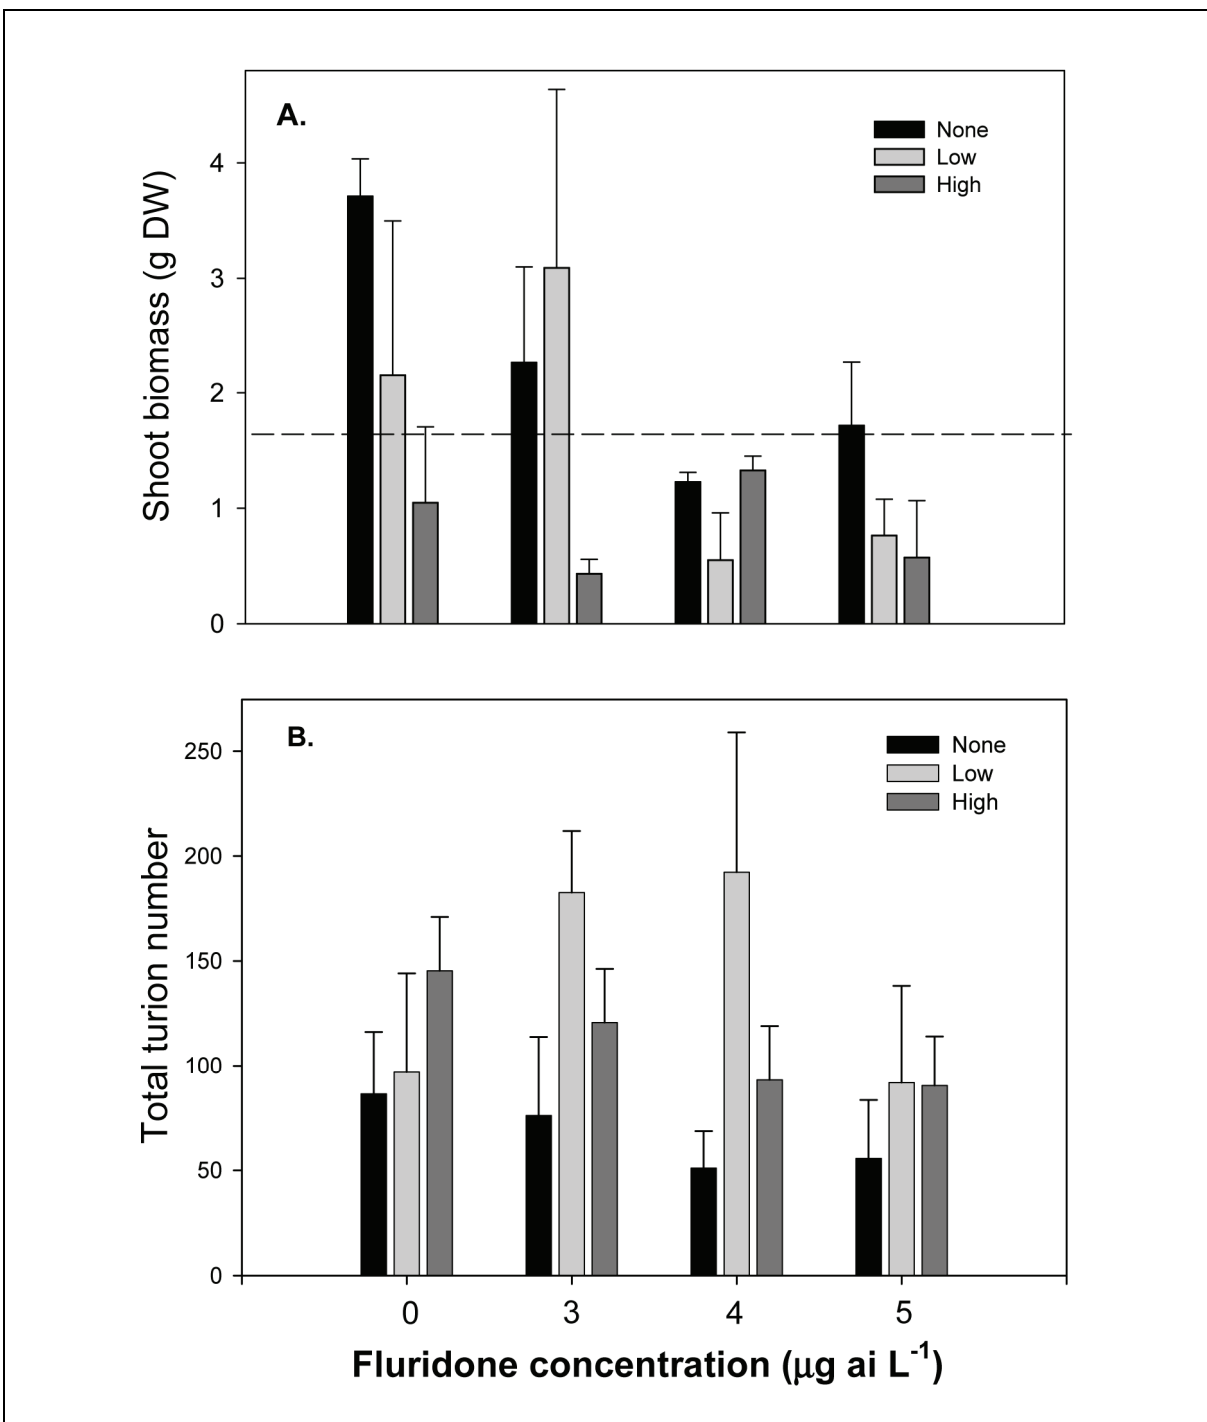 A.
None
Low
High
4
3
2
1
0
Shoot biomass (g DW)
B.
None
Low
High
250
200
150
100
50
0
Total turion number
0 3 4 5
Fluridone concentration (μg ai L⁻¹)